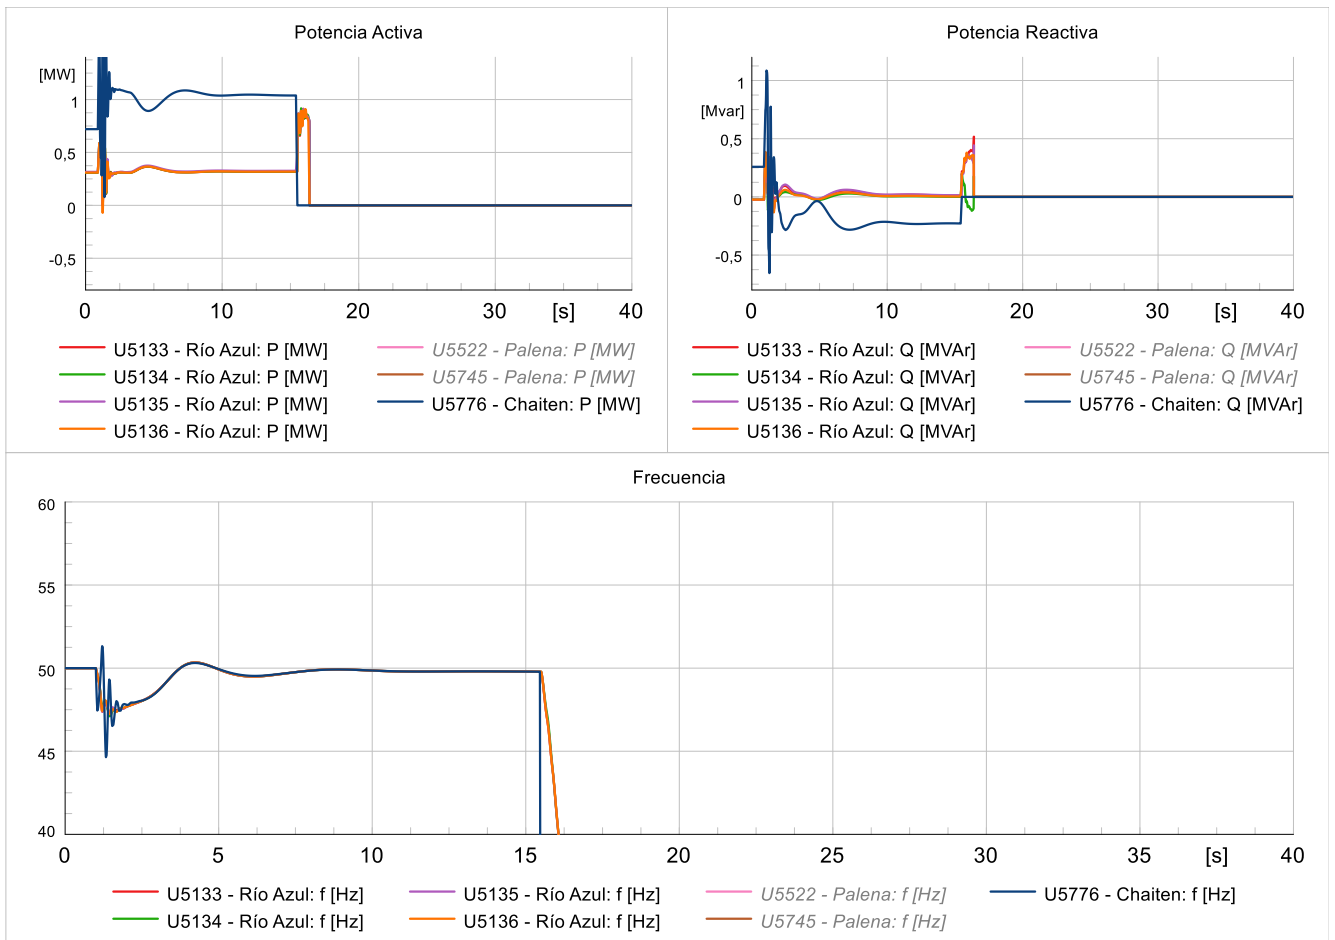 Potencia Activa
[MW]
1
0,5
0
-0,5
0 10 20 30 [s] 40
U5133 - Río Azul: P [MW] U5522 - Palena: P [MW]
U5134 - Río Azul: P [MW] U5745 - Palena: P [MW]
U5135 - Río Azul: P [MW] U5776 - Chaiten: P [MW]
U5136 - Río Azul: P [MW]
Potencia Reactiva
1
[Mvar]
0,5
0
-0,5
0 10 20 30 [s] 40
U5133 - Río Azul: Q [MVAr] U5522 - Palena: Q [MVAr]
U5134 - Río Azul: Q [MVAr] U5745 - Palena: Q [MVAr]
U5135 - Río Azul: Q [MVAr] U5776 - Chaiten: Q [MVAr]
U5136 - Río Azul: Q [MVAr]
Frecuencia
60
55
50
45
40
0 5 10 15 20 25 30 35 [s] 40
U5133 - Río Azul: f [Hz] U5135 - Río Azul: f [Hz] U5522 - Palena: f [Hz] U5776 - Chaiten: f [Hz]
U5134 - Río Azul: f [Hz] U5136 - Río Azul: f [Hz] U5745 - Palena: f [Hz]